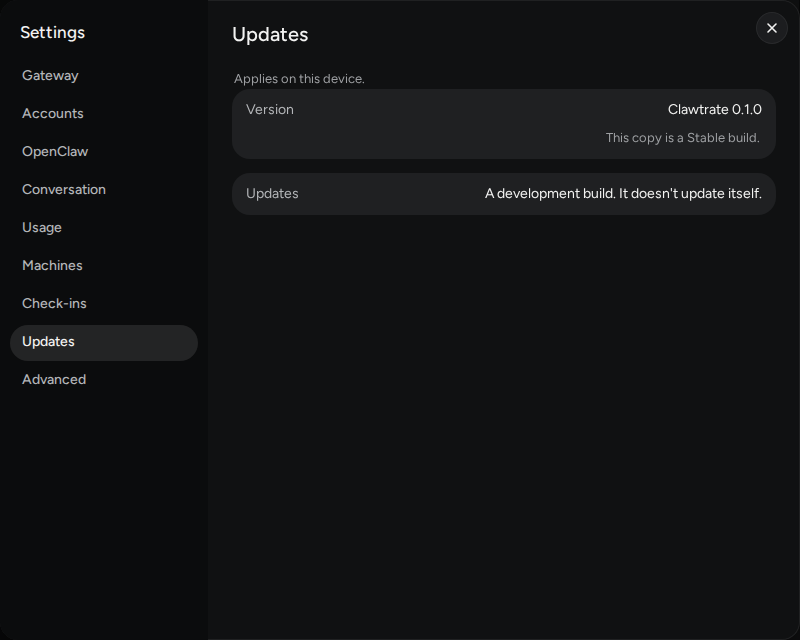 Settings
Gateway
Accounts
OpenClaw
Conversation
Usage
Machines
Check-ins
Updates
Advanced
Updates
Applies on this device.
Version Clawtrate 0.1.0
This copy is a Stable build.
Updates A development build. It doesn't update itself.